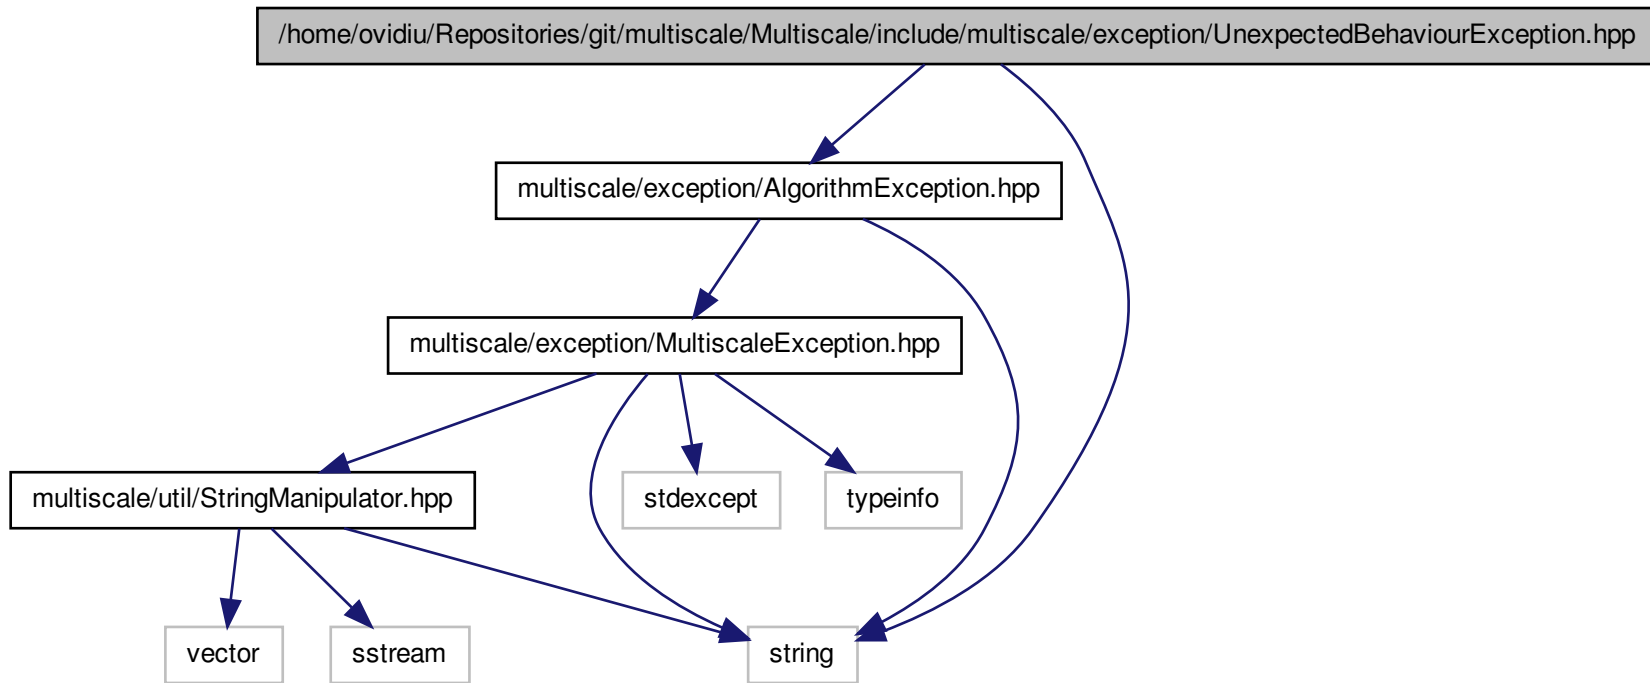 /home/ovidiu/Repositories/git/multiscale/Multiscale/include/multiscale/exception/UnexpectedBehaviourException.hpp
multiscale/exception/AlgorithmException.hpp
multiscale/exception/MultiscaleException.hpp
multiscale/util/StringManipulator.hpp
stdexcept
typeinfo
vector
sstream
string